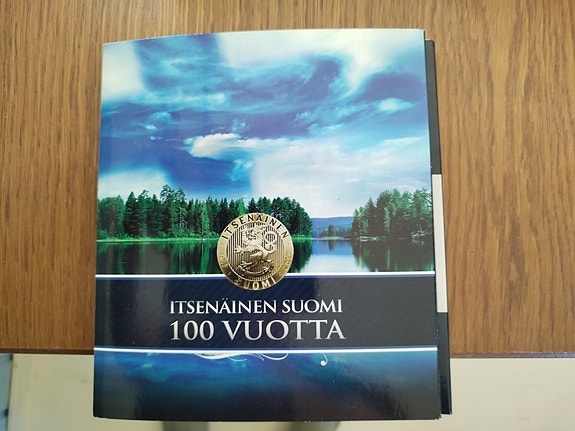 ITSENÄINEN
SUOMI
ITSENÄINEN SUOMI
100 VUOTTA